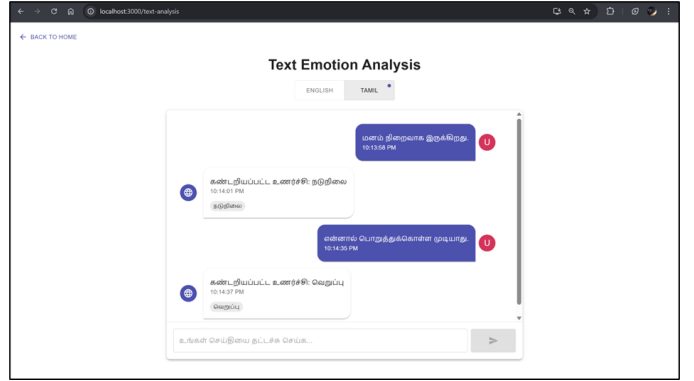 localhost:3000/text-analysis
BACK TO HOME
Text Emotion Analysis
ENGLISH
TAMIL
மனம் நிறைவாக இருக்கிறது.
10:13:58 PM
U
கண்டறியப்பட்ட உணர்ச்சி: நடுநிலை
10:14:01 PM
நடுநிலை
என்னால் பொறுத்துக்கொள்ள முடியாது.
10:14:35 PM
U
கண்டறியப்பட்ட உணர்ச்சி: வெறுப்பு
10:14:37 PM
வெறுப்பு
உங்கள் செய்தியை தட்டச்சு செய்க...